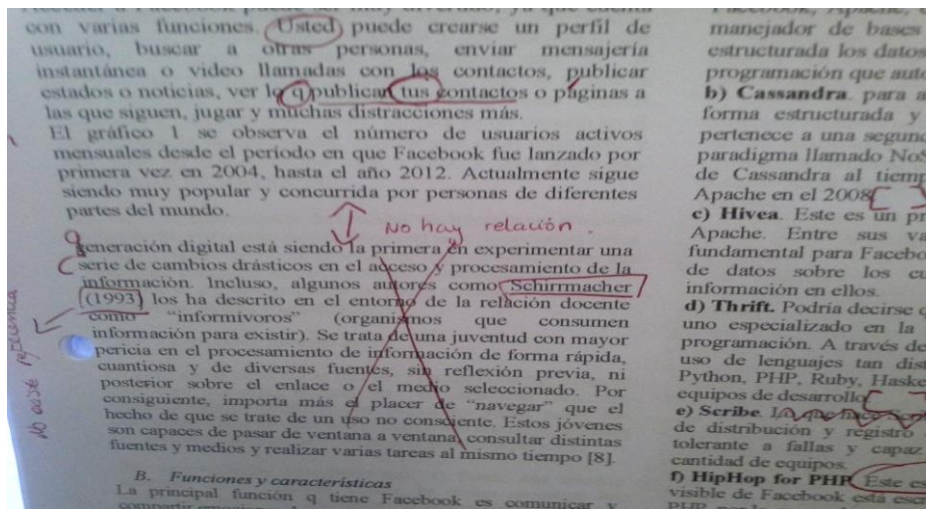 con varias funciones. Usted puede crearse un perfil de
usuario, buscar a otras personas, enviar mensajería
instantánea o video llamadas con los contactos, publicar
estados o noticias, ver lo q publican tus contactos o páginas a
las que siguen, jugar y muchas distracciones más.
El gráfico 1 se observa el número de usuarios activos
mensuales desde el período en que Facebook fue lanzado por
primera vez en 2004, hasta el año 2012. Actualmente sigue
siendo muy popular y concurrida por personas de diferentes
partes del mundo.
No hay relación.
generación digital está siendo la primera en experimentar una
serie de cambios drásticos en el acceso y procesamiento de la
información. Incluso, algunos autores como Schirrmacher
(1993) los ha descrito en el entorno de la relación docente
como "informívoros" (organismos que consumen
información para existir). Se trata de una juventud con mayor
pericia en el procesamiento de información de forma rápida,
cuantiosa y de diversas fuentes, sin reflexión previa, ni
posterior sobre el enlace o el medio seleccionado. Por
consiguiente, importa más el placer de "navegar" que el
hecho de que se trate de un uso no consciente. Estos jóvenes
son capaces de pasar de ventana a ventana, consultar distintas
fuentes y medios y realizar varias tareas al mismo tiempo [8].
B. Funciones y características
La principal función q tiene Facebook es comunicar y
No existe referencia
manejador de bases
estructurada los datos
programación que
b) Cassandra. para
forma estructurada y
pertenece a una
paradigma llamado
de Cassandra al
Apache en el 2008
c) Hivea. Este es un
Apache. Entre sus
fundamental para
de datos sobre los
información en ellos.
d) Thrift. Podría decirse
uno especializado en la
programación. A través de
uso de lenguajes tan
Python, PHP, Ruby,
equipos de desarrollo
e) Scribe.
de distribución y registro
tolerante a fallas y capaz
cantidad de equipos.
f) HipHop for PHP Este
visible de Facebook está